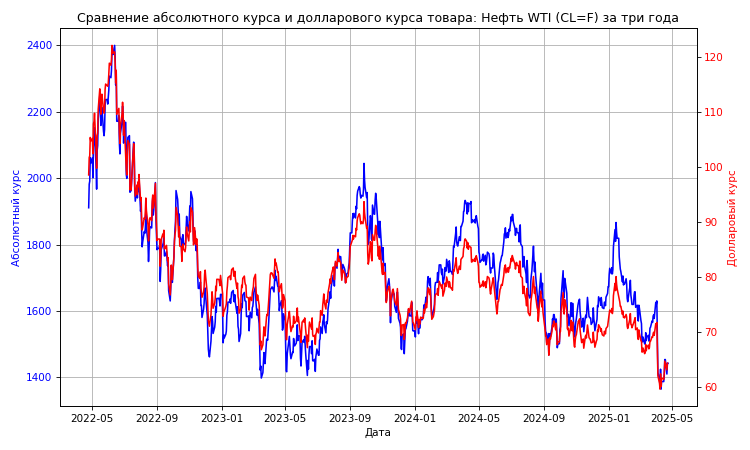 Сравнение абсолютного курса и долларового курса товара: Нефть WTI (CL=F) за три года
Абсолютный курс
2400
2200
2000
1800
1600
1400
120
110
100
90
80
70
60
Долларовый курс
2022-05 2022-09 2023-01 2023-05 2023-09 2024-01 2024-05 2024-09 2025-01 2025-05
Дата